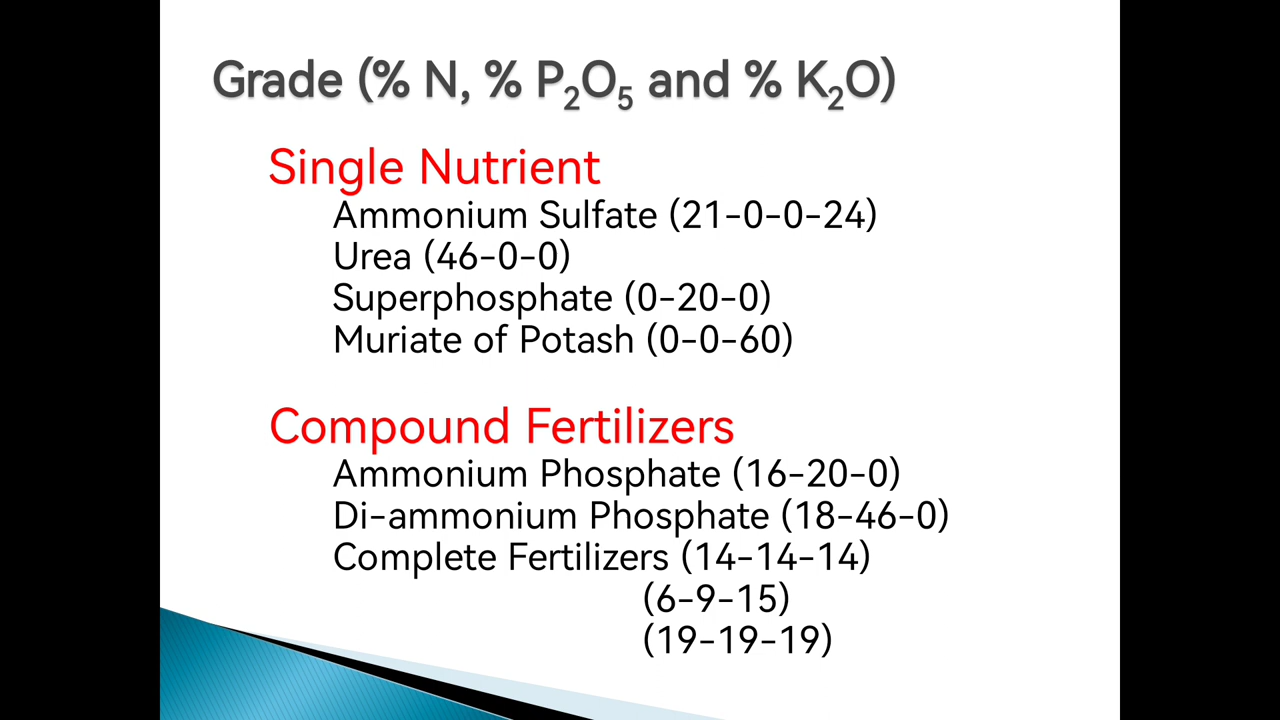 Grade (% N, % P₂O₅ and % K₂O)
Single Nutrient
Ammonium Sulfate (21-0-0-24)
Urea (46-0-0)
Superphosphate (0-20-0)
Muriate of Potash (0-0-60)
Compound Fertilizers
Ammonium Phosphate (16-20-0)
Di-ammonium Phosphate (18-46-0)
Complete Fertilizers (14-14-14)
(6-9-15)
(19-19-19)